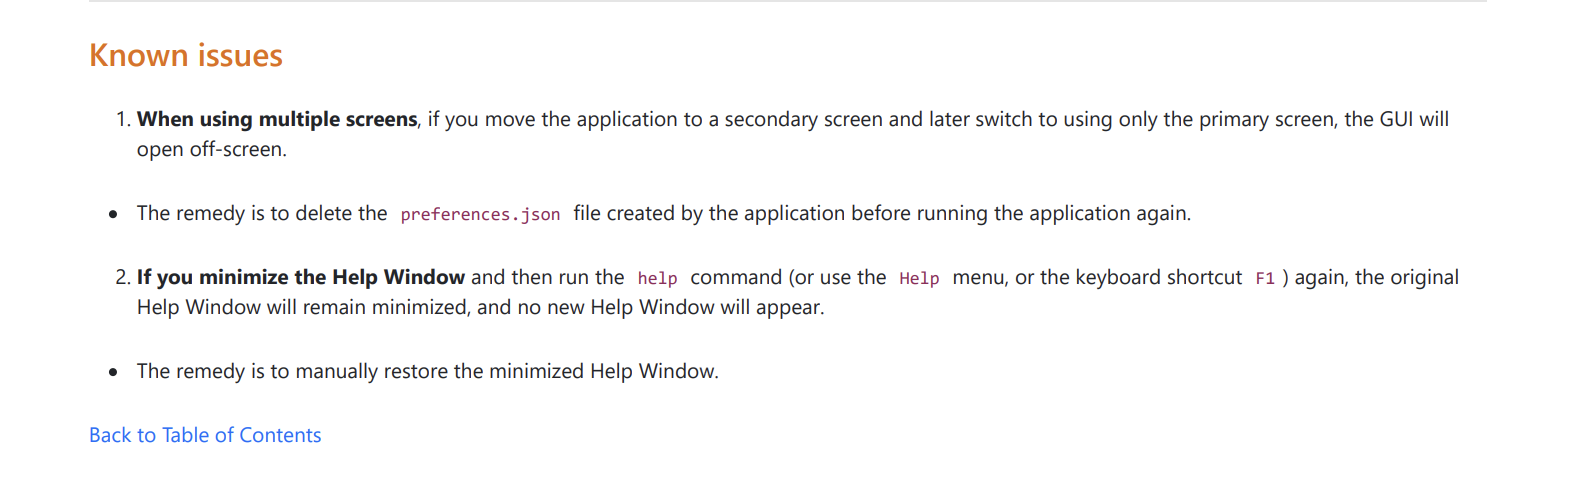 Known issues
1. When using multiple screens, if you move the application to a secondary screen and later switch to using only the primary screen, the GUI will
open off-screen.
• The remedy is to delete the preferences.json file created by the application before running the application again.
2. If you minimize the Help Window and then run the help command (or use the Help menu, or the keyboard shortcut F1 ) again, the original
Help Window will remain minimized, and no new Help Window will appear.
• The remedy is to manually restore the minimized Help Window.
Back to Table of Contents